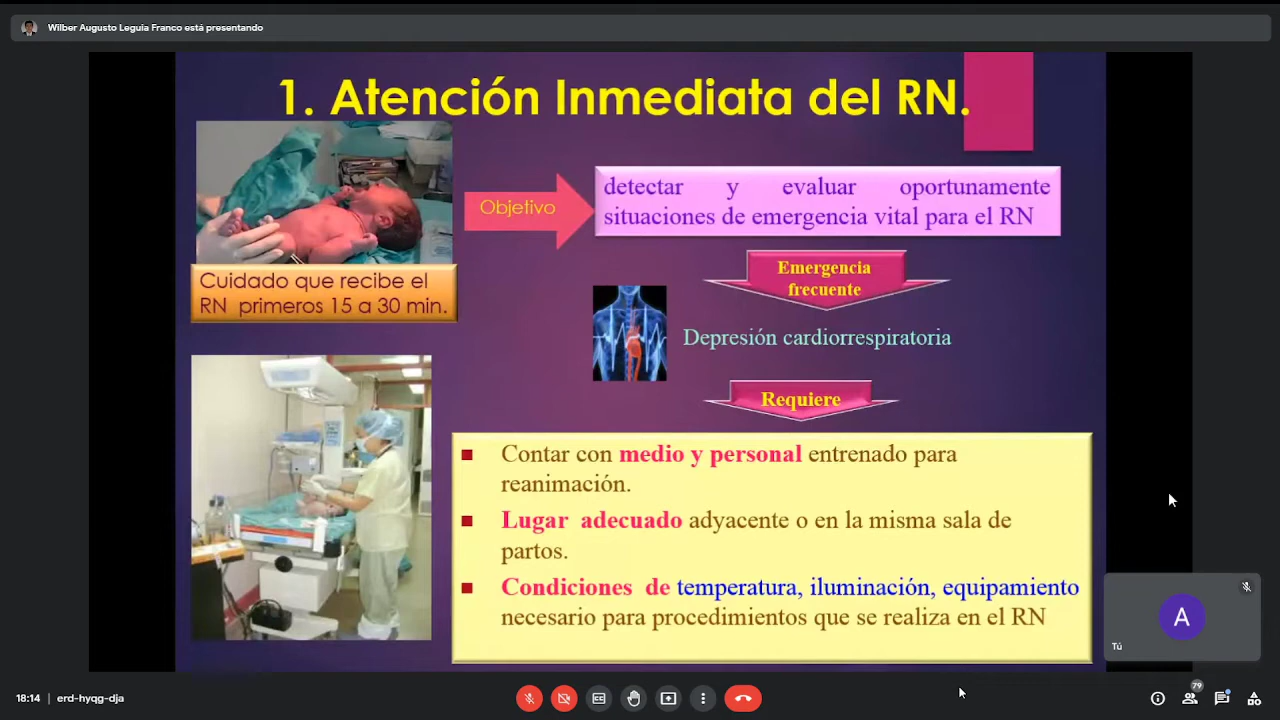 Wilber Augusto Leguia Franco está presentando
1. Atención Inmediata del RN.
Objetivo
detectar y evaluar oportunamente
situaciones de emergencia vital para el RN
Cuidado que recibe el
RN primeros 15 a 30 min.
Emergencia
frecuente
Depresión cardiorrespiratoria
Requiere
Contar con medio y personal entrenado para
reanimación.
Lugar adecuado adyacente o en la misma sala de
partos.
Condiciones de temperatura, iluminación, equipamiento
necesario para procedimientos que se realiza en el RN
A
Tú
18:14 erd-hyqg-dja
79